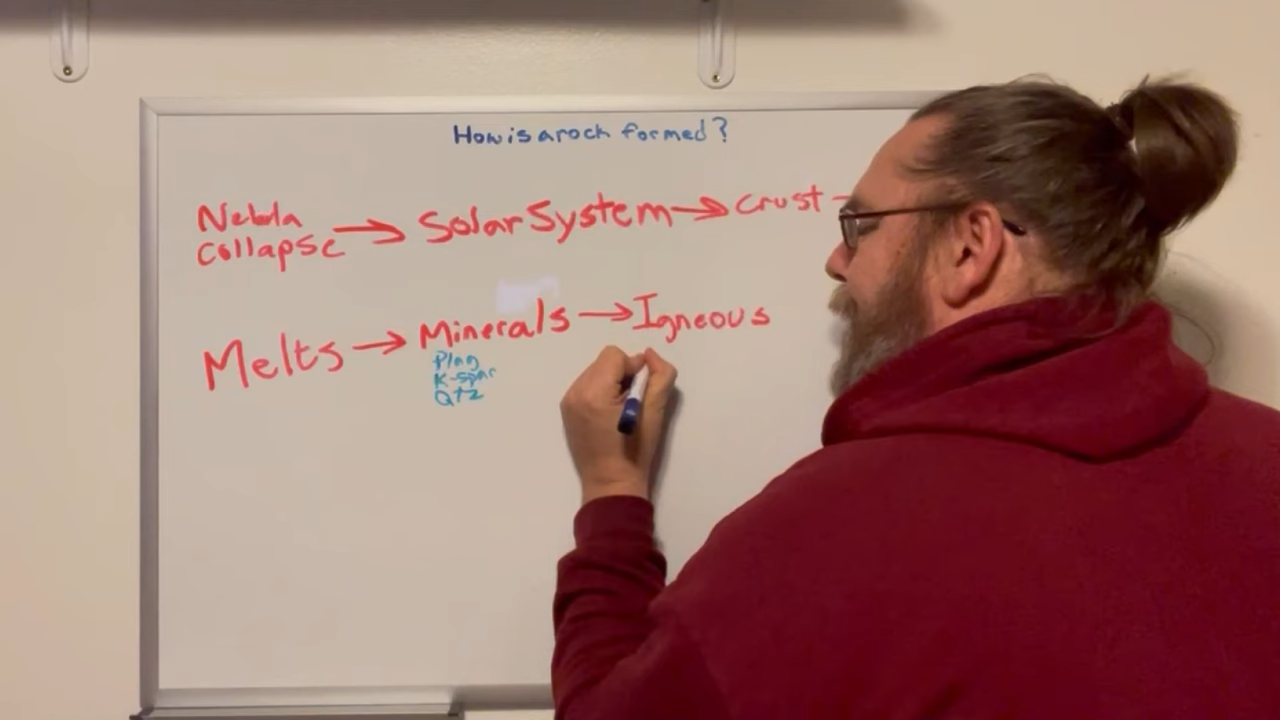 How is a rock formed?
Nebula → Solar System → Crust →
Collapse
Melts → Minerals → Igneous
Plag
K-spar
Qtz